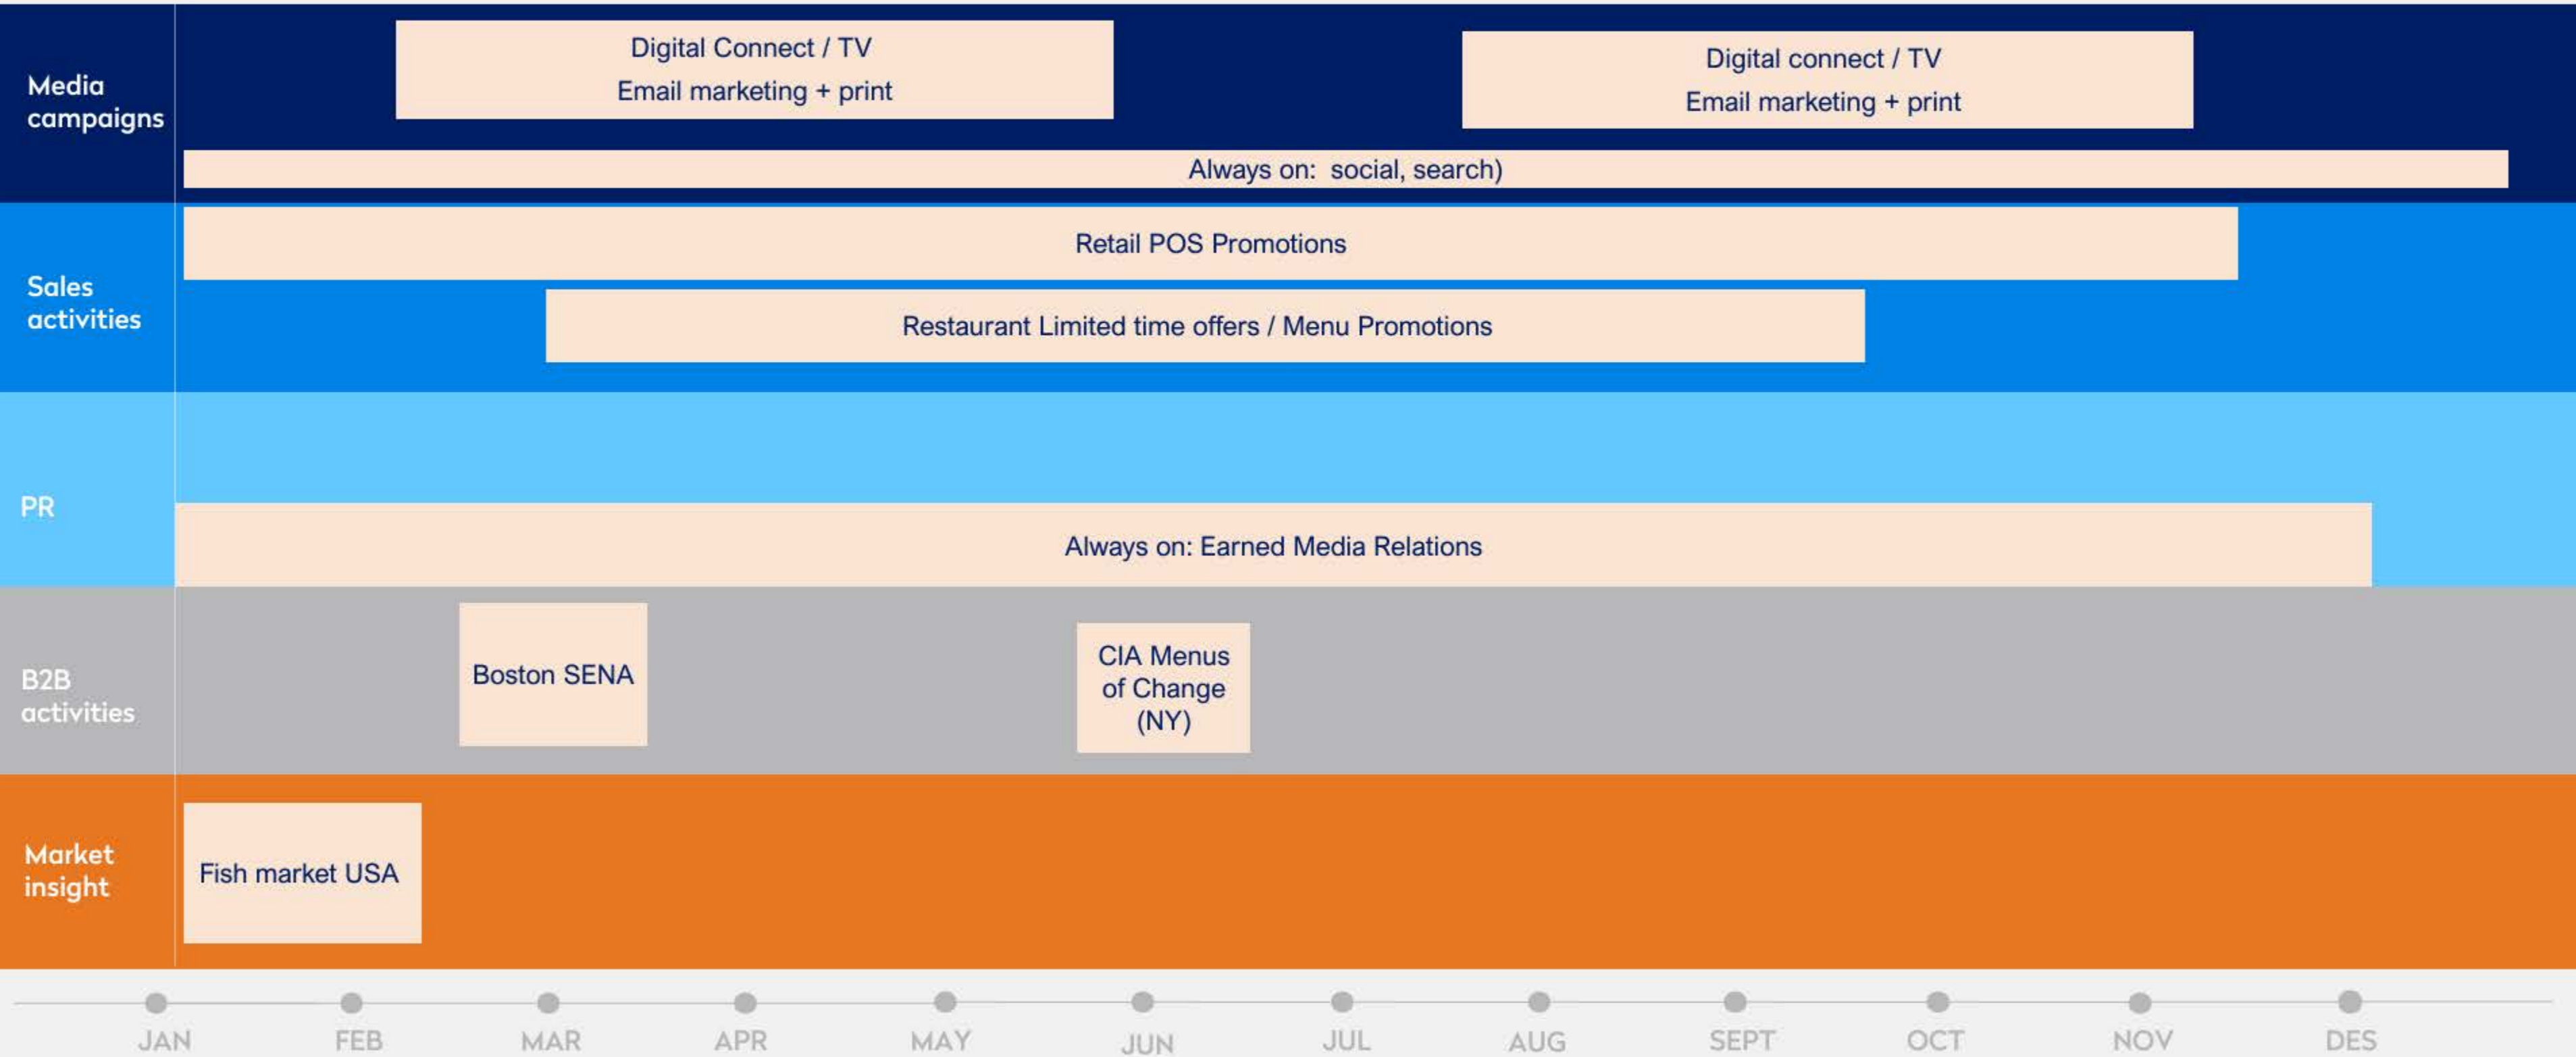 Media
campaigns
Digital Connect / TV
Email marketing + print
Digital connect / TV
Email marketing + print
Always on: social, search)
Sales
activities
Retail POS Promotions
Restaurant Limited time offers / Menu Promotions
PR
Always on: Earned Media Relations
B2B
activities
Boston SENA
CIA Menus
of Change
(NY)
Market
insight
Fish market USA
JAN FEB MAR APR MAY JUN JUL AUG SEPT OCT NOV DES